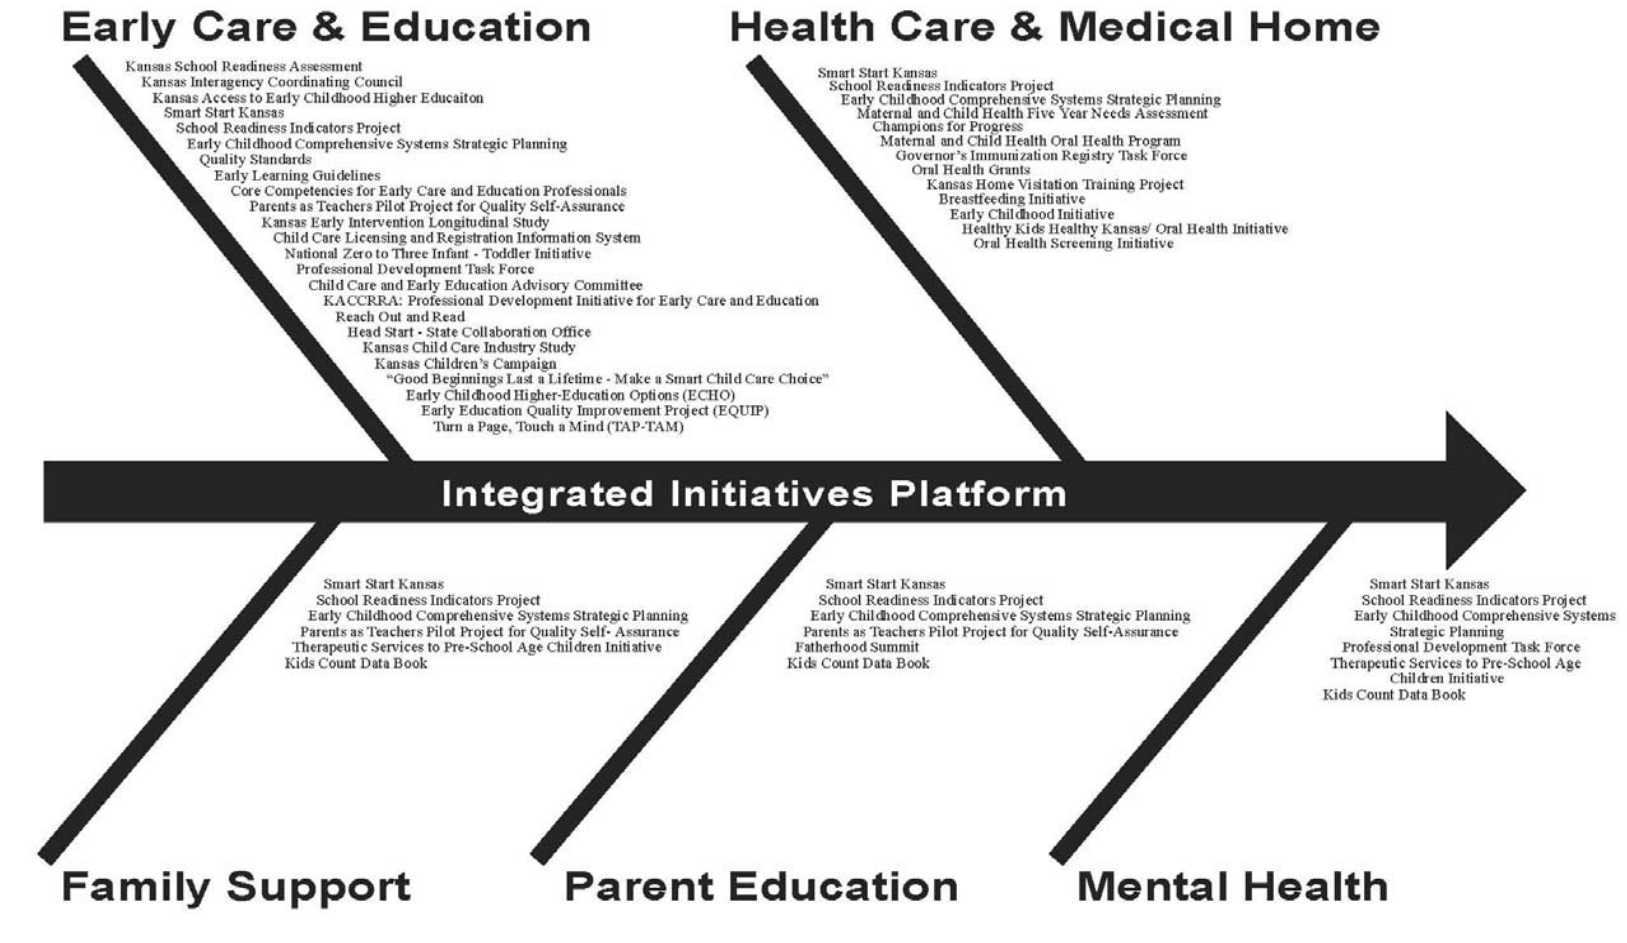 Early Care & Education
Kansas School Readiness Assessment
Kansas Interagency Coordinating Council
Kansas Access to Early Childhood Higher Educaiton
Smart Start Kansas
School Readiness Indicators Project
Early Childhood Comprehensive Systems Strategic Planning
Quality Standards
Early Learning Guidelines
Core Competencies for Early Care and Education Professionals
Parents as Teachers Pilot Project for Quality Self-Assurance
Kansas Early Intervention Longitudinal Study
Child Care Licensing and Registration Information System
National Zero to Three Infant - Toddler Initiative
Professional Development Task Force
Child Care and Early Education Advisory Committee
KACCRRA: Professional Development Initiative for Early Care and Education
Reach Out and Read
Head Start - State Collaboration Office
Kansas Child Care Industry Study
Kansas Children's Campaign
“Good Beginnings Last a Lifetime - Make a Smart Child Care Choice”
Early Childhood Higher-Education Options (ECHO)
Early Education Quality Improvement Project (EQUIP)
Turn a Page, Touch a Mind (TAP-TAM)
Health Care & Medical Home
Smart Start Kansas
School Readiness Indicators Project
Early Childhood Comprehensive Systems Strategic Planning
Maternal and Child Health Five Year Needs Assessment
Champions for Progress
Maternal and Child Health Oral Health Program
Governor's Immunization Registry Task Force
Oral Health Grants
Kansas Home Visitation Training Project
Breastfeeding Initiative
Early Childhood Initiative
Healthy Kids Healthy Kansas/ Oral Health Initiative
Oral Health Screening Initiative
Integrated Initiatives Platform
Smart Start Kansas
School Readiness Indicators Project
Early Childhood Comprehensive Systems Strategic Planning
Parents as Teachers Pilot Project for Quality Self- Assurance
Therapeutic Services to Pre-School Age Children Initiative
Kids Count Data Book
Family Support
Smart Start Kansas
School Readiness Indicators Project
Early Childhood Comprehensive Systems Strategic Planning
Parents as Teachers Pilot Project for Quality Self-Assurance
Fatherhood Summit
Kids Count Data Book
Parent Education
Smart Start Kansas
School Readiness Indicators Project
Early Childhood Comprehensive Systems
Strategic Planning
Professional Development Task Force
Therapeutic Services to Pre-School Age
Children Initiative
Kids Count Data Book
Mental Health